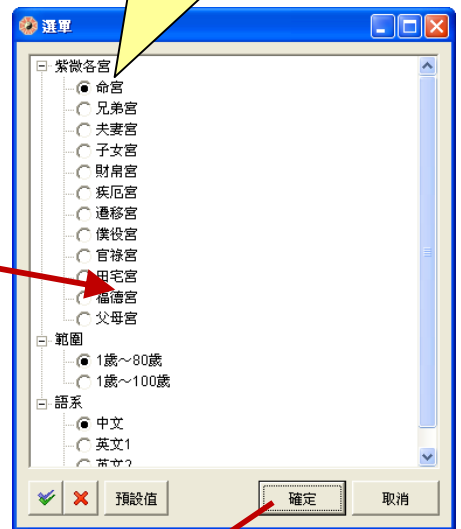 選單
紫微各宮
命宮
兄弟宮
夫妻宮
子女宮
財帛宮
疾厄宮
遷移宮
僕役宮
官祿宮
田宅宮
福德宮
父母宮
範圍
1歲～80歲
1歲～100歲
語系
中文
英文1
英文2
預設值 確定 取消